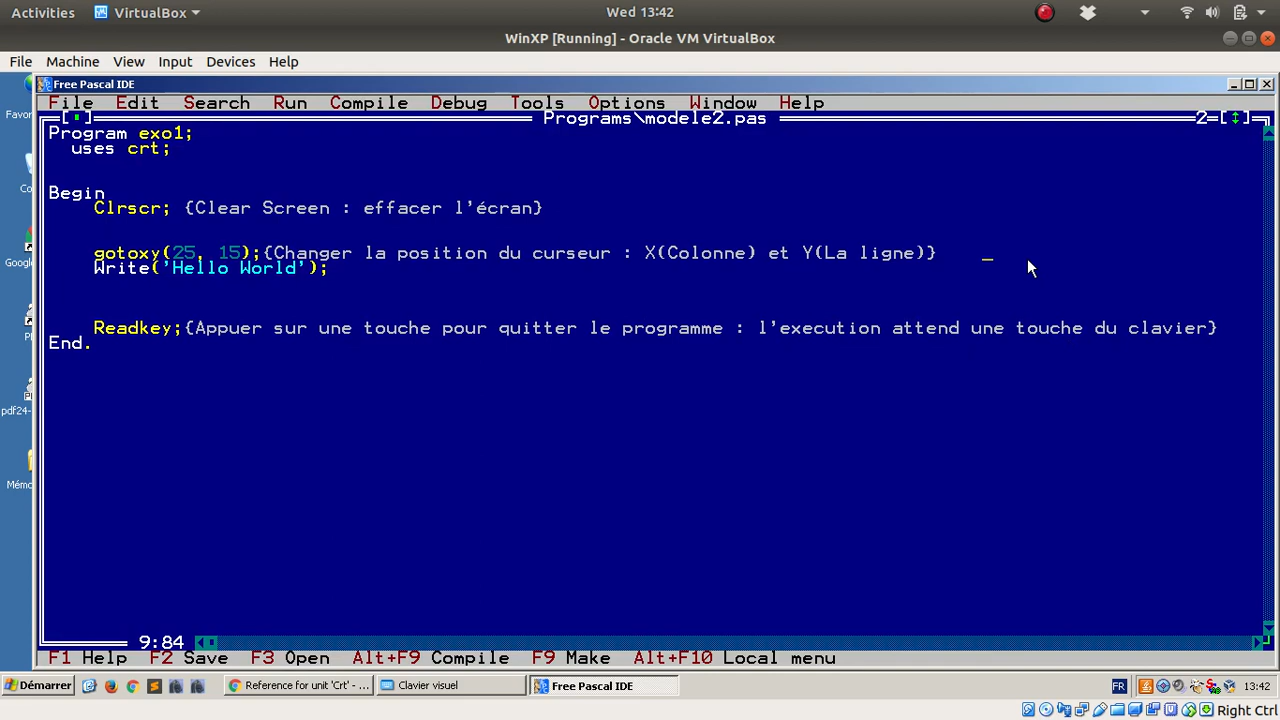 Activities VirtualBox Wed 13:42
WinXP [Running] - Oracle VM VirtualBox
File Machine View Input Devices Help
Free Pascal IDE
File Edit Search Run Compile Debug Tools Options Window Help
Programs\modele2.pas 2
Program exo1;
uses crt;
Begin
Clrscr; {Clear Screen : effacer l'écran}
gotoxy(25, 15);{Changer la position du curseur : X(Colonne) et Y(La ligne)}
Write('Hello World');
Readkey;{Appuer sur une touche pour quitter le programme : l'execution attend une touche du clavier}
End.
Favor
Co
Google
pdf24-
Mémo
9:84
F1 Help F2 Save F3 Open Alt+F9 Compile F9 Make Alt+F10 Local menu
Démarrer Reference for unit 'Crt' - ... Clavier visuel Free Pascal IDE FR 13:42
Right Ctrl